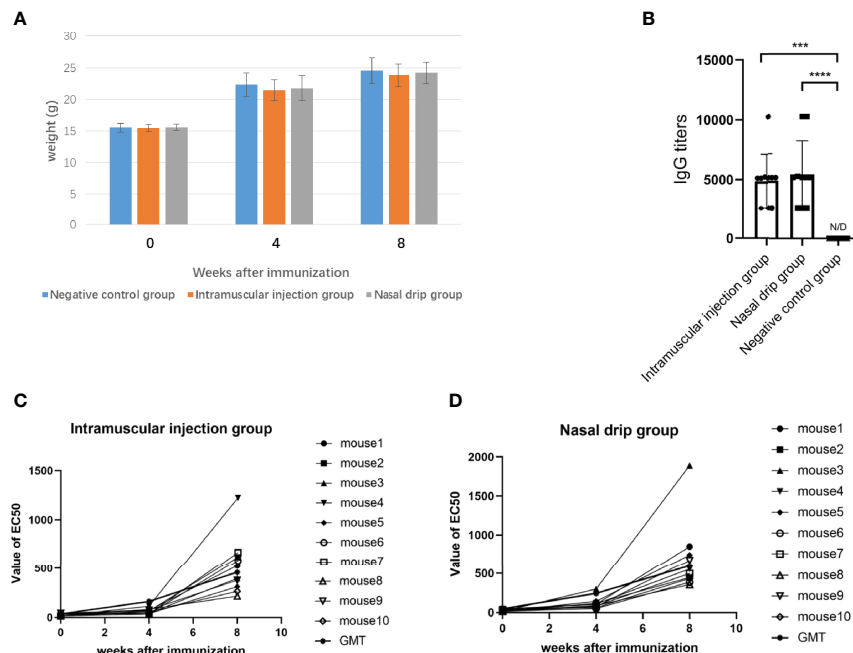 A
30
25
20
15
10
5
0
weight (g)
0 4 8
Weeks after immunization
Negative control group Intramuscular injection group Nasal drip group
B
***
****
15000
10000
5000
0
IgG titers
N/D
Intramuscular injection group
Nasal drip group
Negative control group
C
Intramuscular injection group
1500
1000
500
0
Value of EC50
0 2 4 6 8 10
weeks after immunization
mouse1
mouse2
mouse3
mouse4
mouse5
mouse6
mouse7
mouse8
mouse9
mouse10
GMT
D
Nasal drip group
2000
1500
1000
500
0
Value of EC50
0 2 4 6 8 10
weeks after immunization
mouse1
mouse2
mouse3
mouse4
mouse5
mouse6
mouse7
mouse8
mouse9
mouse10
GMT